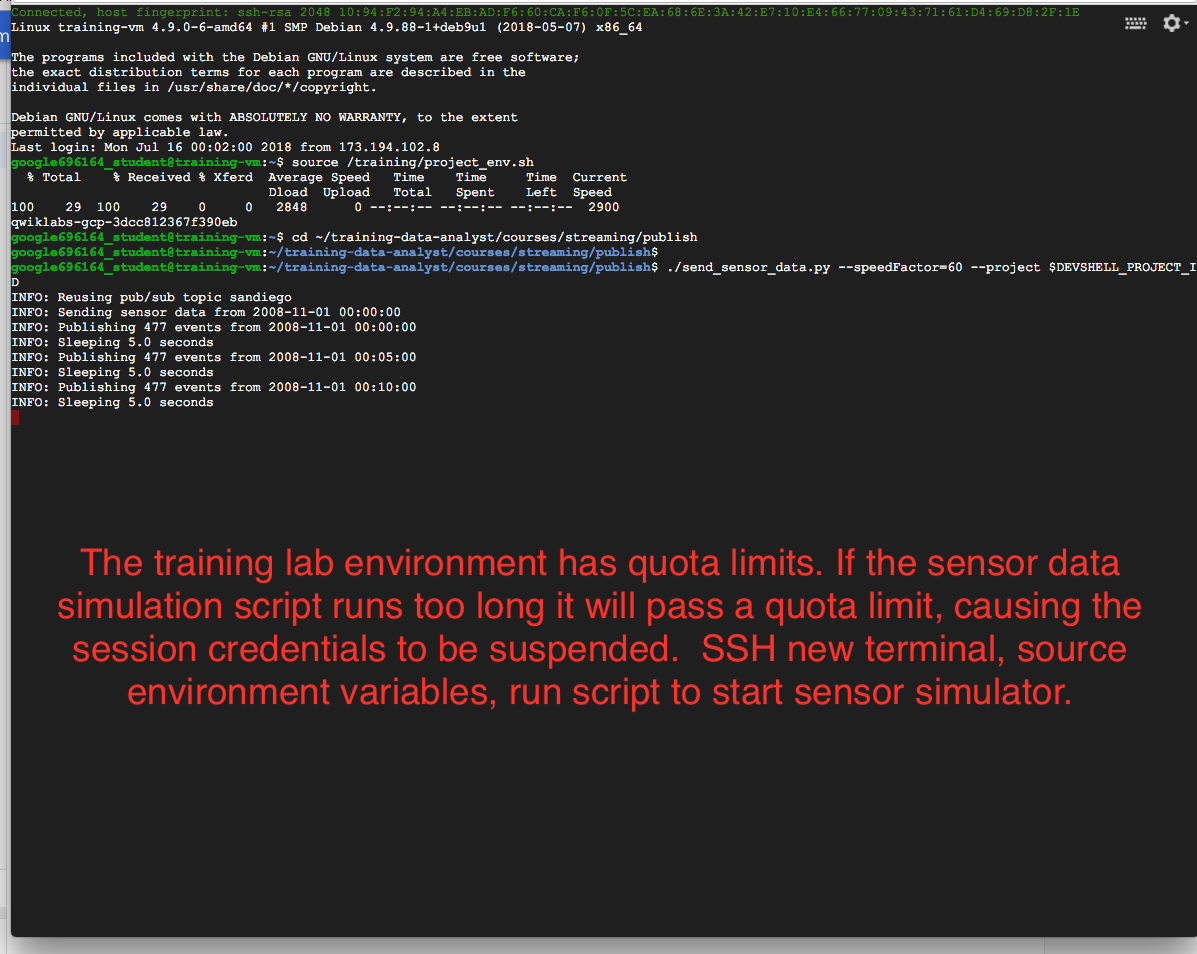 Connected, host fingerprint: ssh-rsa 2048 10:94:F2:94:A4:EB:AD:F6:60:CA:F6:0F:5C:EA:68:6E:3A:42:E7:10:E4:66:77:09:43:71:61:D4:69:D8:2F:1E
Linux training-vm 4.9.0-6-amd64 #1 SMP Debian 4.9.88-1+deb9u1 (2018-05-07) x86_64
The programs included with the Debian GNU/Linux system are free software;
the exact distribution terms for each program are described in the
individual files in /usr/share/doc/*/copyright.
Debian GNU/Linux comes with ABSOLUTELY NO WARRANTY, to the extent
permitted by applicable law.
Last login: Mon Jul 16 00:02:00 2018 from 173.194.102.8
google696164_student@training-vm:~$ source /training/project_env.sh
% Total % Received % Xferd Average Speed Time Time Time Current
Dload Upload Total Spent Left Speed
100 29 100 29 0 0 2848 0 --:--:-- --:--:-- --:--:-- 2900
qwiklabs-gcp-3dcc812367f390eb
google696164_student@training-vm:~$ cd ~/training-data-analyst/courses/streaming/publish
google696164_student@training-vm:~/training-data-analyst/courses/streaming/publish$
google696164_student@training-vm:~/training-data-analyst/courses/streaming/publish$ ./send_sensor_data.py --speedFactor=60 --project $DEVSHELL_PROJECT_I
D
INFO: Reusing pub/sub topic sandiego
INFO: Sending sensor data from 2008-11-01 00:00:00
INFO: Publishing 477 events from 2008-11-01 00:00:00
INFO: Sleeping 5.0 seconds
INFO: Publishing 477 events from 2008-11-01 00:05:00
INFO: Sleeping 5.0 seconds
INFO: Publishing 477 events from 2008-11-01 00:10:00
INFO: Sleeping 5.0 seconds
The training lab environment has quota limits. If the sensor data
simulation script runs too long it will pass a quota limit, causing the
session credentials to be suspended. SSH new terminal, source
environment variables, run script to start sensor simulator.